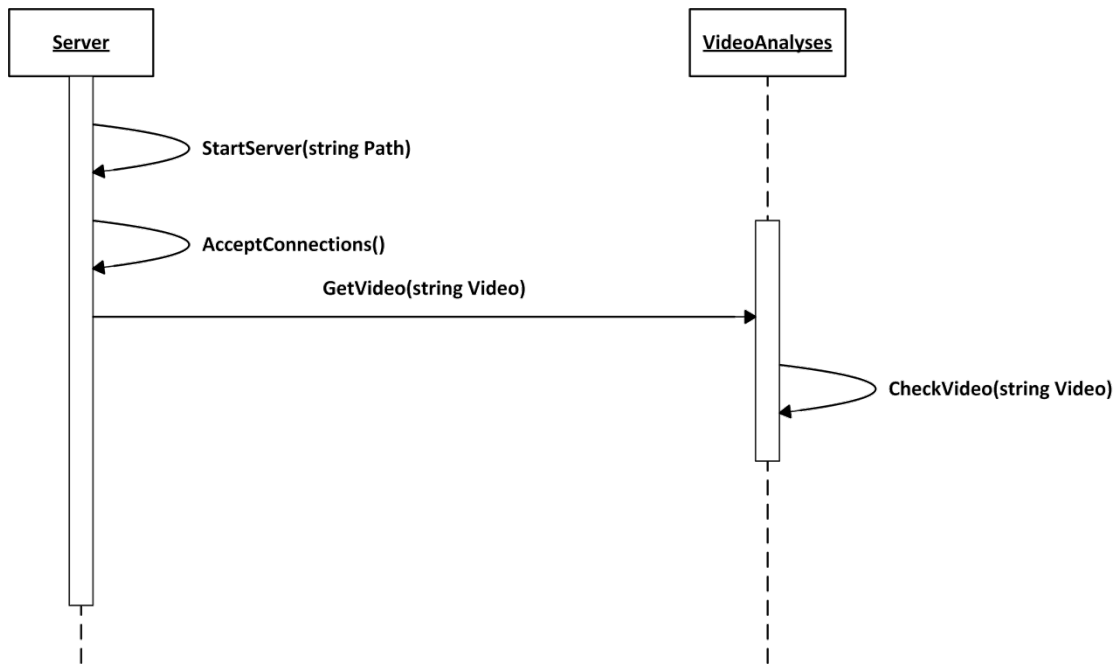 Server
VideoAnalyses
StartServer(string Path)
AcceptConnections()
GetVideo(string Video)
CheckVideo(string Video)